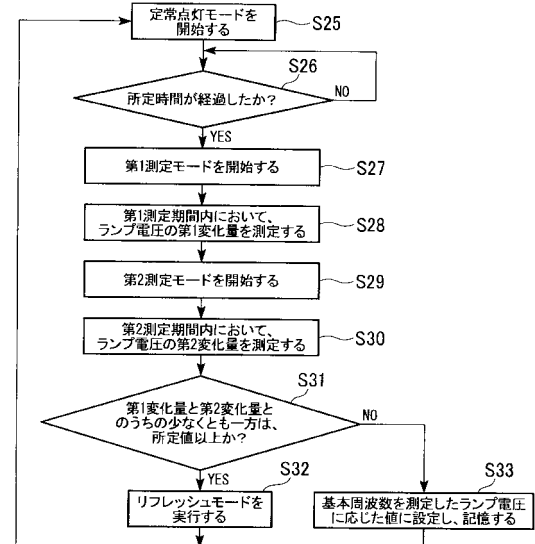 定常点灯モードを
開始する
S25
S26
所定時間が経過したか?
NO
YES
第1測定モードを開始する
S27
第1測定期間内において、
ランプ電圧の第1変化量を測定する
S28
第2測定モードを開始する
S29
第2測定期間内において、
ランプ電圧の第2変化量を測定する
S30
S31
第1変化量と第2変化量と
のうちの少なくとも一方は、
所定値以上か?
NO
YES
S32
リフレッシュモードを
実行する
S33
基本周波数を測定したランプ電圧
に応じた値に設定し、記憶する